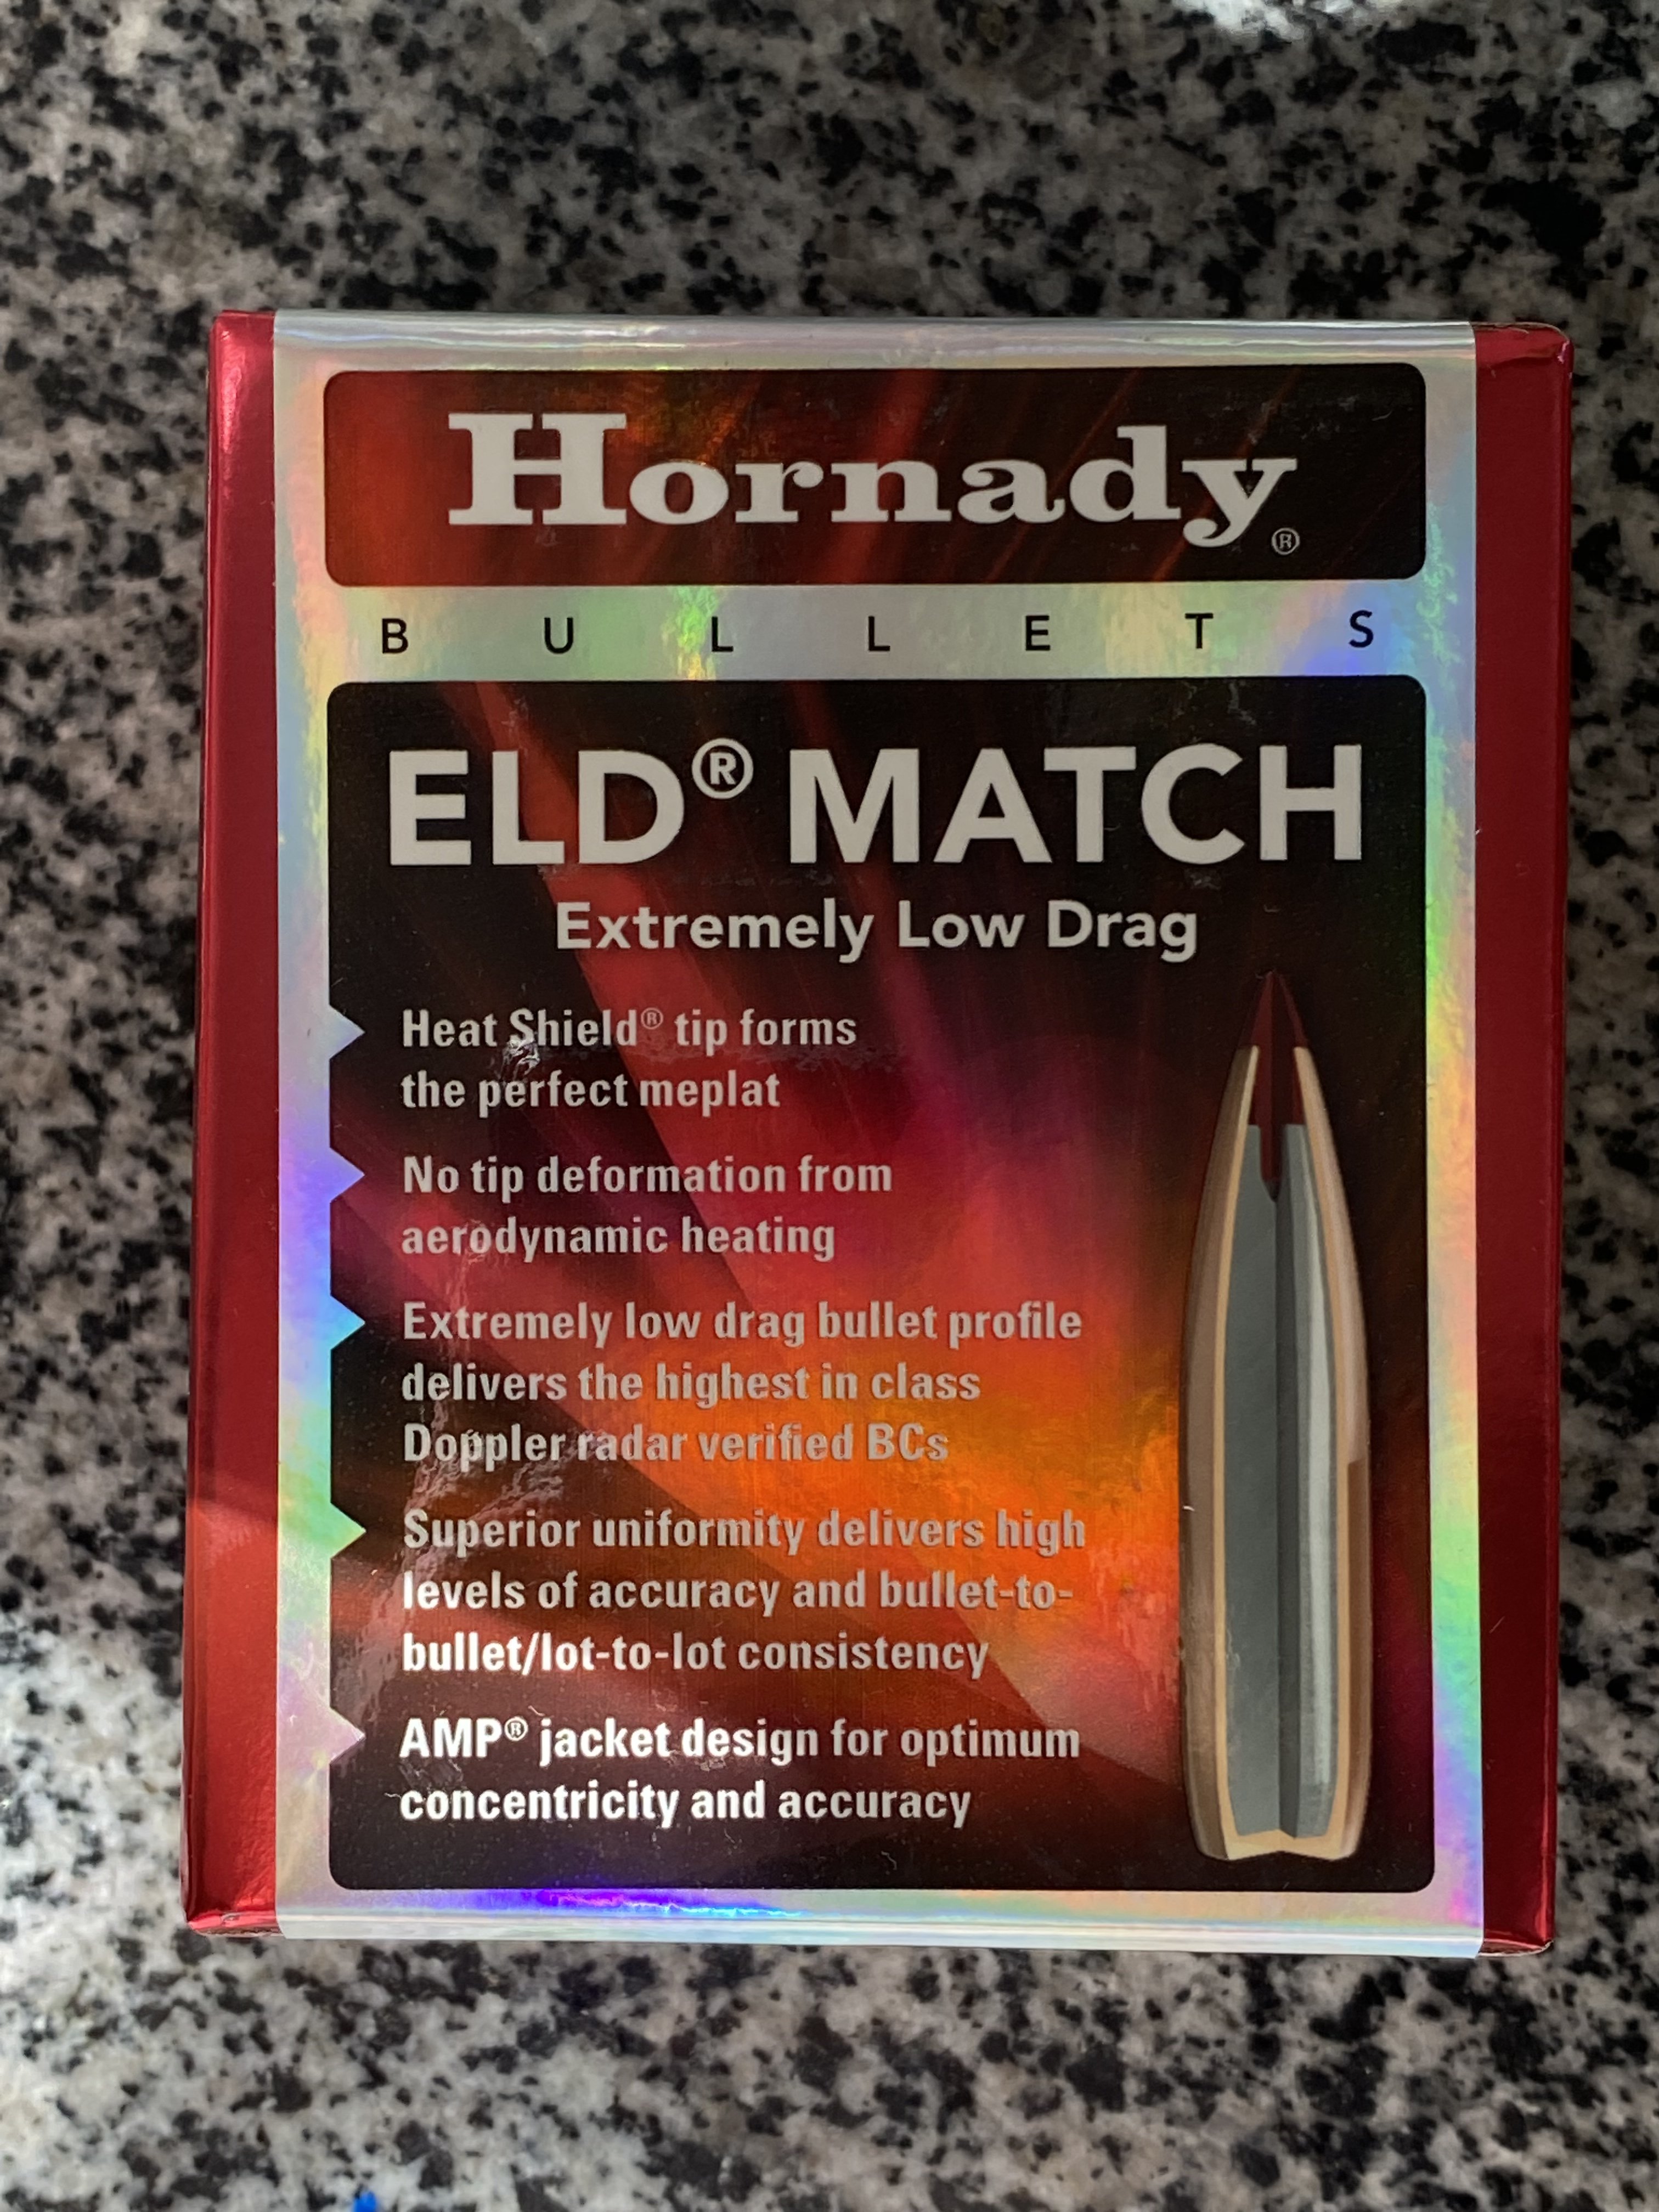 Hornady®
BULLETS
ELD® MATCH
Extremely Low Drag
Heat Shield® tip forms
the perfect meplat
No tip deformation from
aerodynamic heating
Extremely low drag bullet profile
delivers the highest in class
Doppler radar verified BCs
Superior uniformity delivers high
levels of accuracy and bullet-to-
bullet/lot-to-lot consistency
AMP® jacket design for optimum
concentricity and accuracy